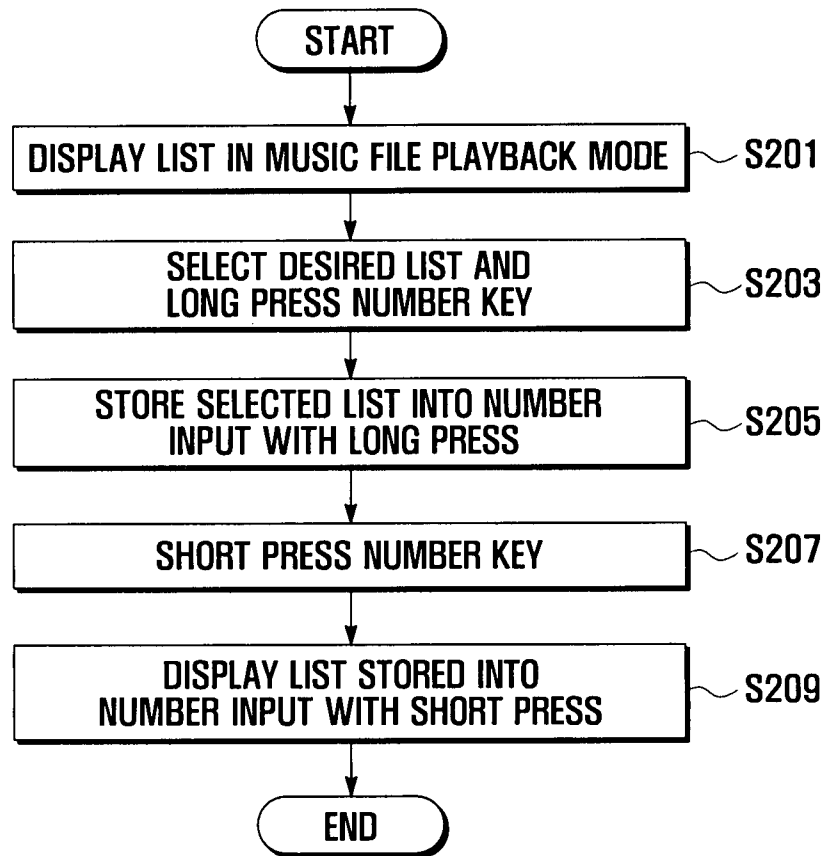 START
DISPLAY LIST IN MUSIC FILE PLAYBACK MODE
S201
SELECT DESIRED LIST AND
LONG PRESS NUMBER KEY
S203
STORE SELECTED LIST INTO NUMBER
INPUT WITH LONG PRESS
S205
SHORT PRESS NUMBER KEY
S207
DISPLAY LIST STORED INTO
NUMBER INPUT WITH SHORT PRESS
S209
END